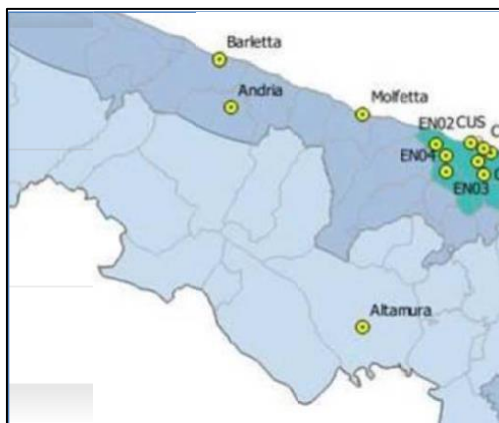 Barletta
Andria
Molfetta
EN02 CUS
EN04
EN03
Altamura